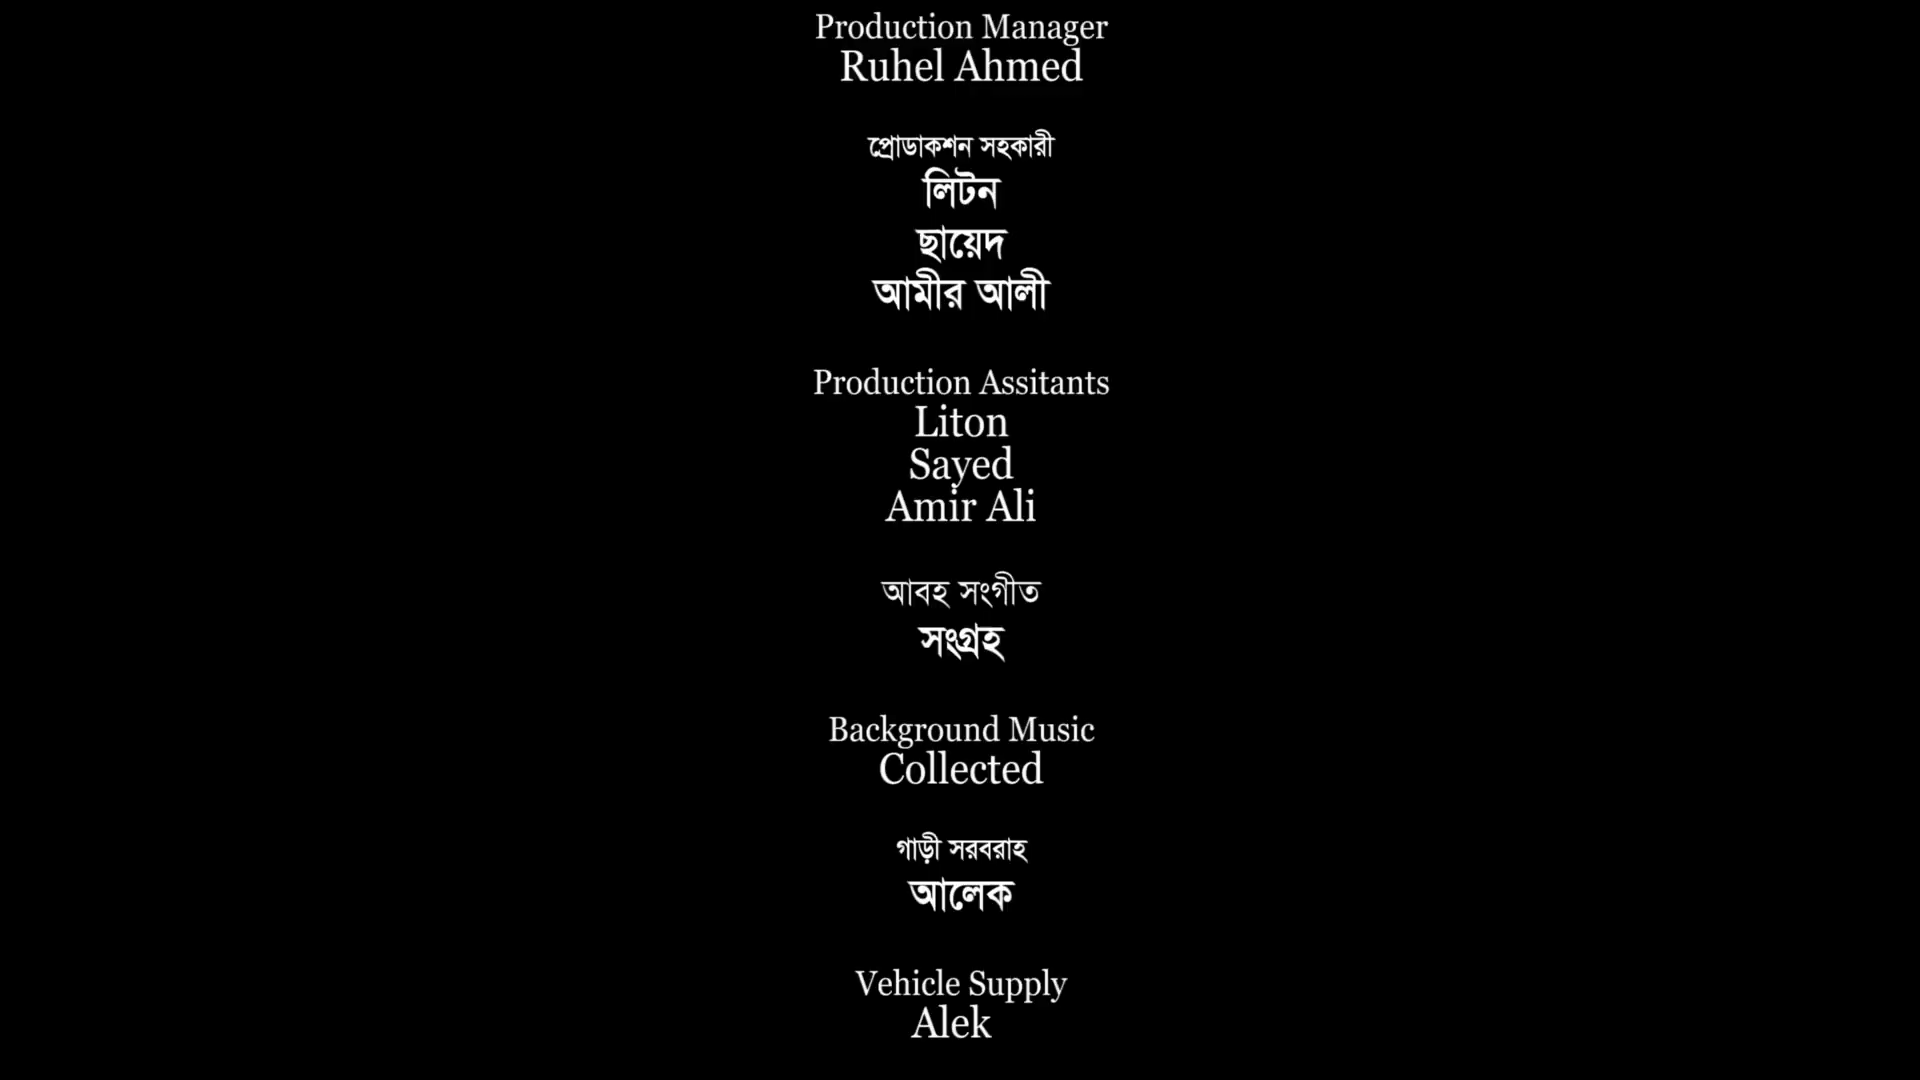 Production Manager
Ruhel Ahmed
প্রোডাকশন সহকারী
লিটন
ছায়েদ
আমীর আলী
Production Assitants
Liton
Sayed
Amir Ali
আবহ সংগীত
সংগ্রহ
Background Music
Collected
গাড়ী সরবরাহ
আলেক
Vehicle Supply
Alek